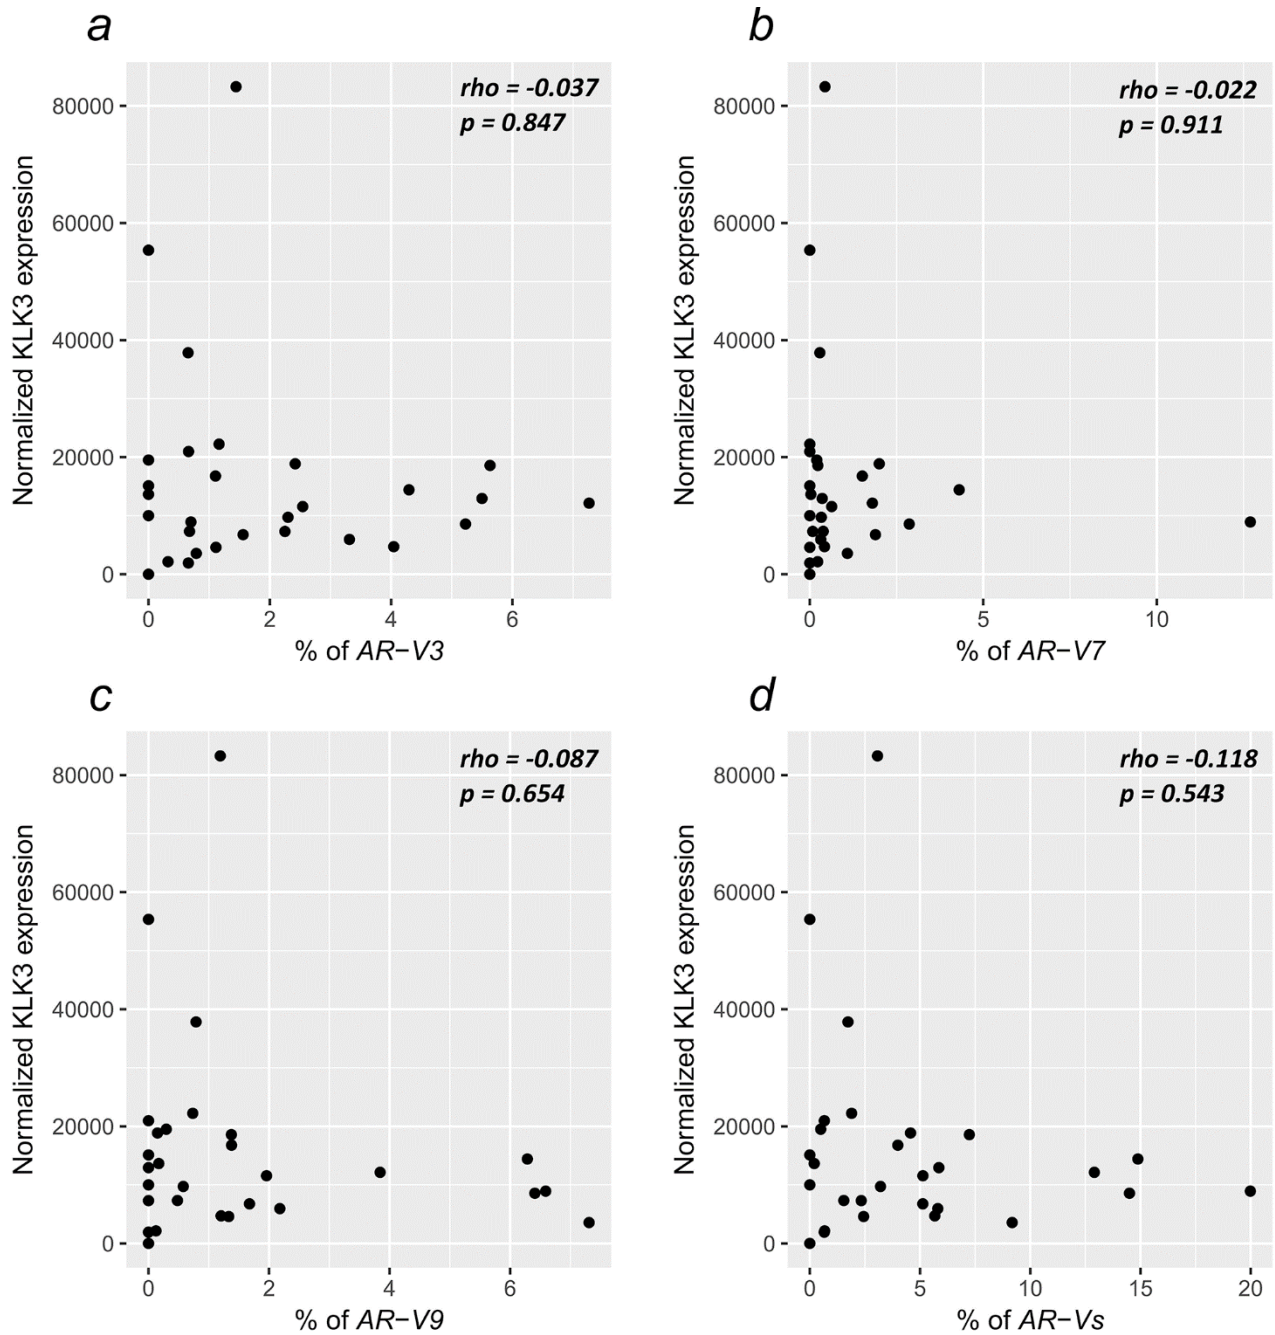 a
rho = -0.037
p = 0.847
Normalized KLK3 expression
80000
60000
40000
20000
0
0 2 4 6
% of AR−V3
b
rho = -0.022
p = 0.911
Normalized KLK3 expression
80000
60000
40000
20000
0
0 5 10
% of AR−V7
c
rho = -0.087
p = 0.654
Normalized KLK3 expression
80000
60000
40000
20000
0
0 2 4 6
% of AR−V9
d
rho = -0.118
p = 0.543
Normalized KLK3 expression
80000
60000
40000
20000
0
0 5 10 15 20
% of AR−Vs